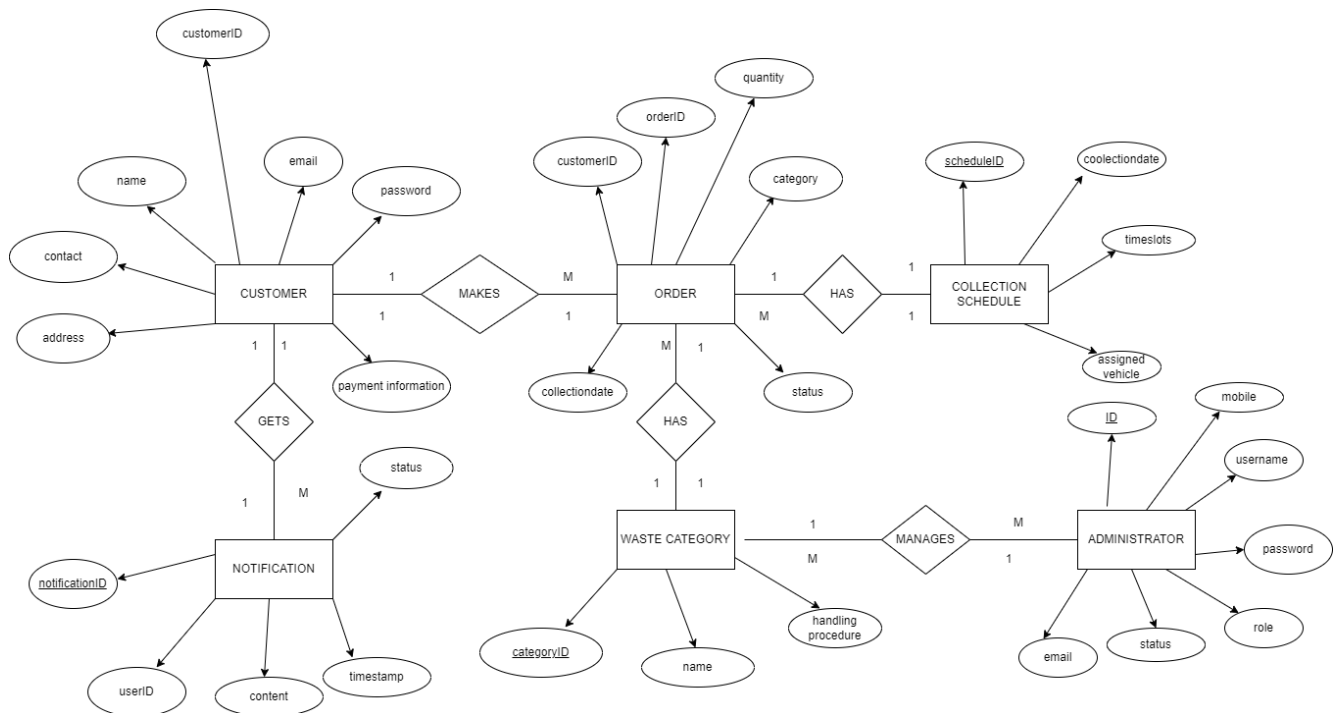 customerID
quantity
orderID
email
customerID
scheduleID
coolectiondate
name
password
category
contact
timeslots
1
M
1
1
CUSTOMER
MAKES
ORDER
HAS
COLLECTION
SCHEDULE
1
1
M
1
address
1
1
M
1
payment information
collectiondate
status
assigned
vehicle
GETS
HAS
ID
mobile
status
username
1
M
1
1
1
M
WASTE CATEGORY
MANAGES
ADMINISTRATOR
password
M
1
NOTIFICATION
notificationID
handling
procedure
role
categoryID
name
email
status
userID
content
timestamp